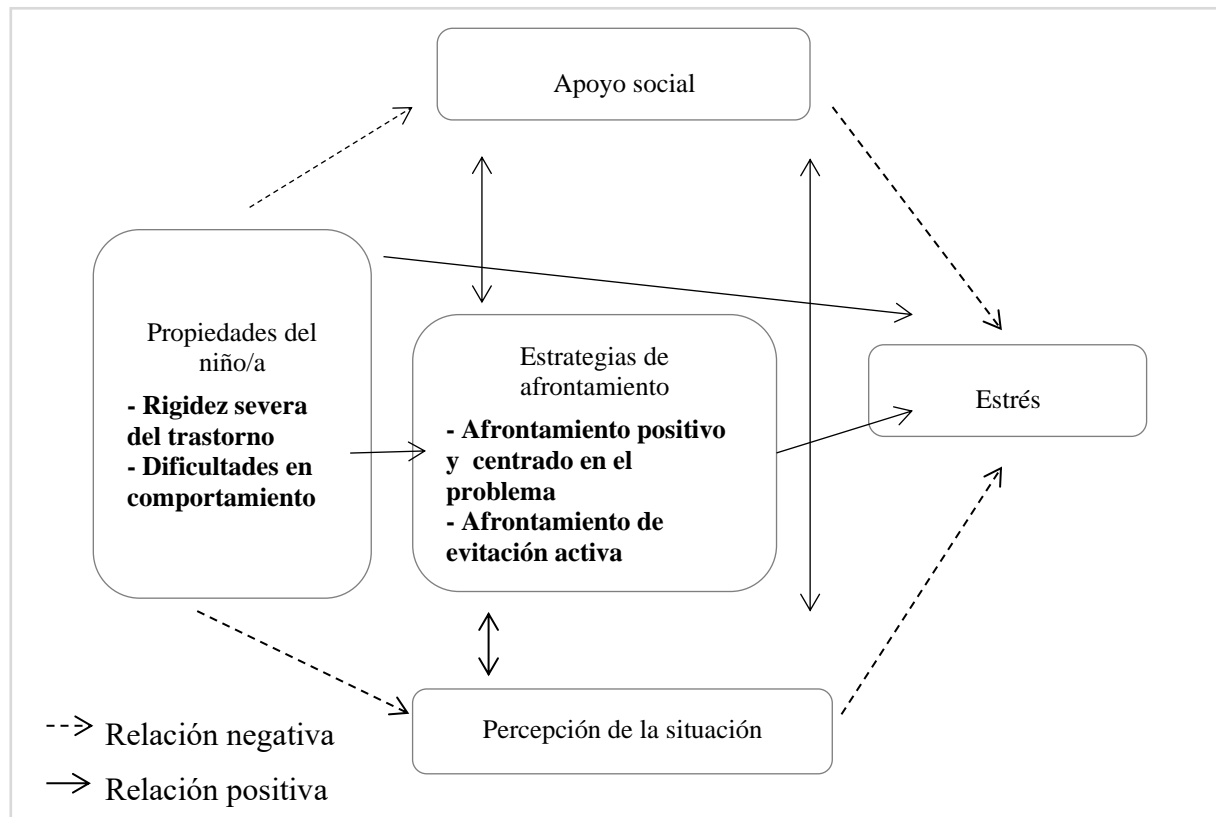 Apoyo social
Propiedades del
niño/a
- Rigidez severa
del trastorno
- Dificultades en
comportamiento
Estrategias de
afrontamiento
- Afrontamiento positivo
y centrado en el
problema
- Afrontamiento de
evitación activa
Estrés
Percepción de la situación
Relación negativa
Relación positiva